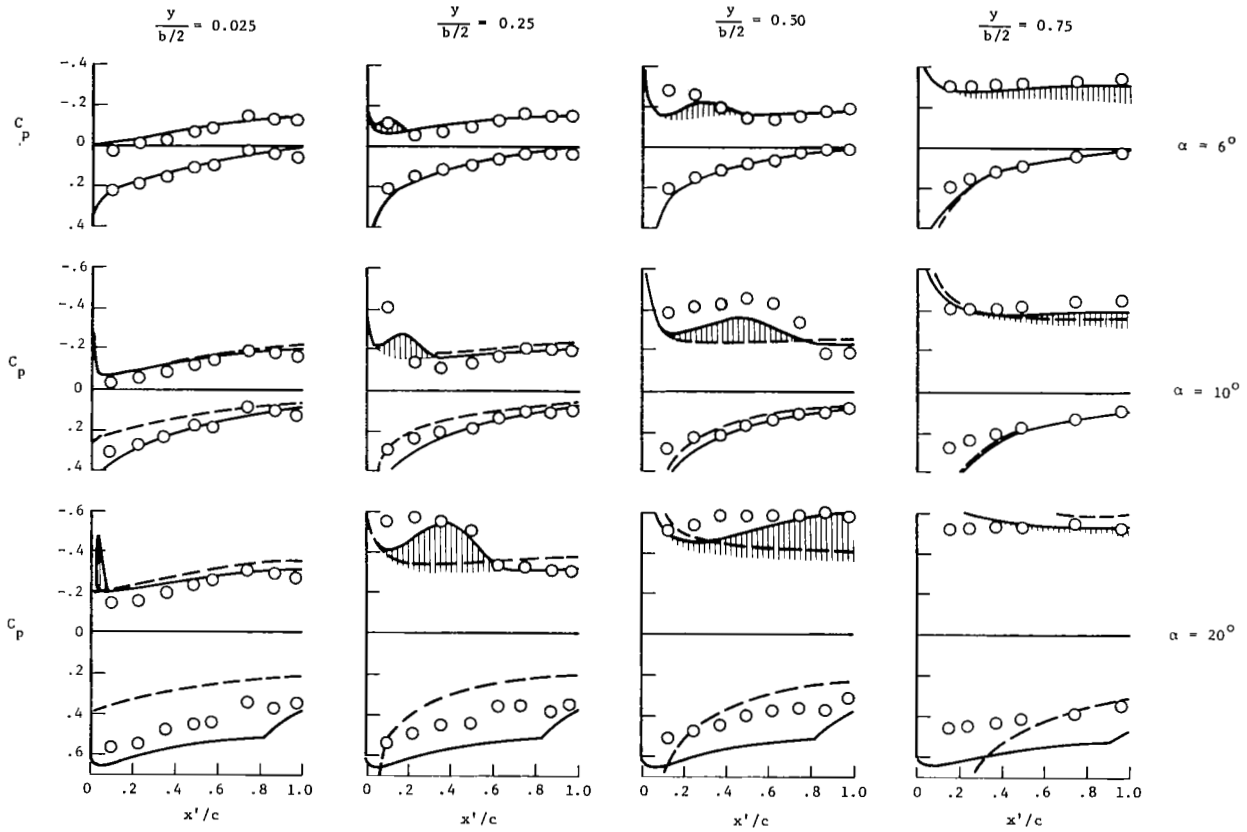 y/(b/2) = 0.025
y/(b/2) = 0.25
y/(b/2) = 0.50
y/(b/2) = 0.75
-.4
-.2
C_p
0
.2
.4
α = 6°
-.6
-.4
-.2
C_p
0
.2
.4
α = 10°
-.6
-.4
-.2
C_p
0
.2
.4
.6
α = 20°
0 .2 .4 .6 .8 1.0
0 .2 .4 .6 .8 1.0
0 .2 .4 .6 .8 1.0
0 .2 .4 .6 .8 1.0
x'/c
x'/c
x'/c
x'/c